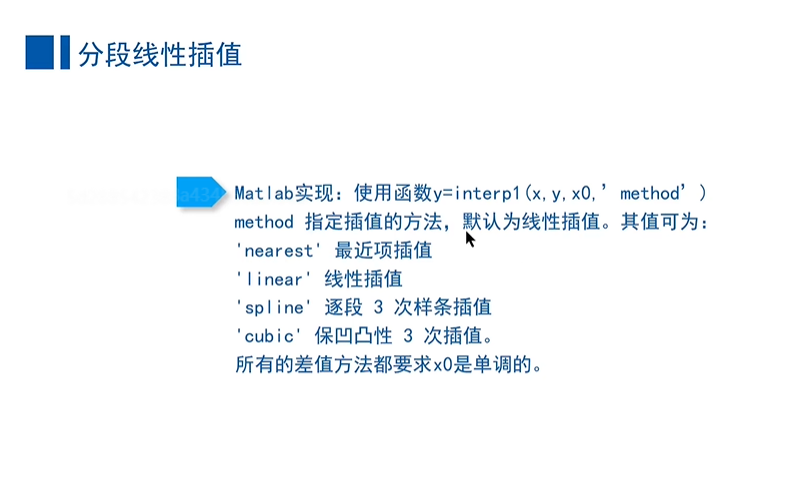 分段线性插值
Matlab实现：使用函数y=interp1(x,y,x0,’method’)
method 指定插值的方法，默认为线性插值。其值可为：
'nearest' 最近项插值
'linear' 线性插值
'spline' 逐段 3 次样条插值
'cubic' 保凹凸性 3 次插值。
所有的差值方法都要求x0是单调的。